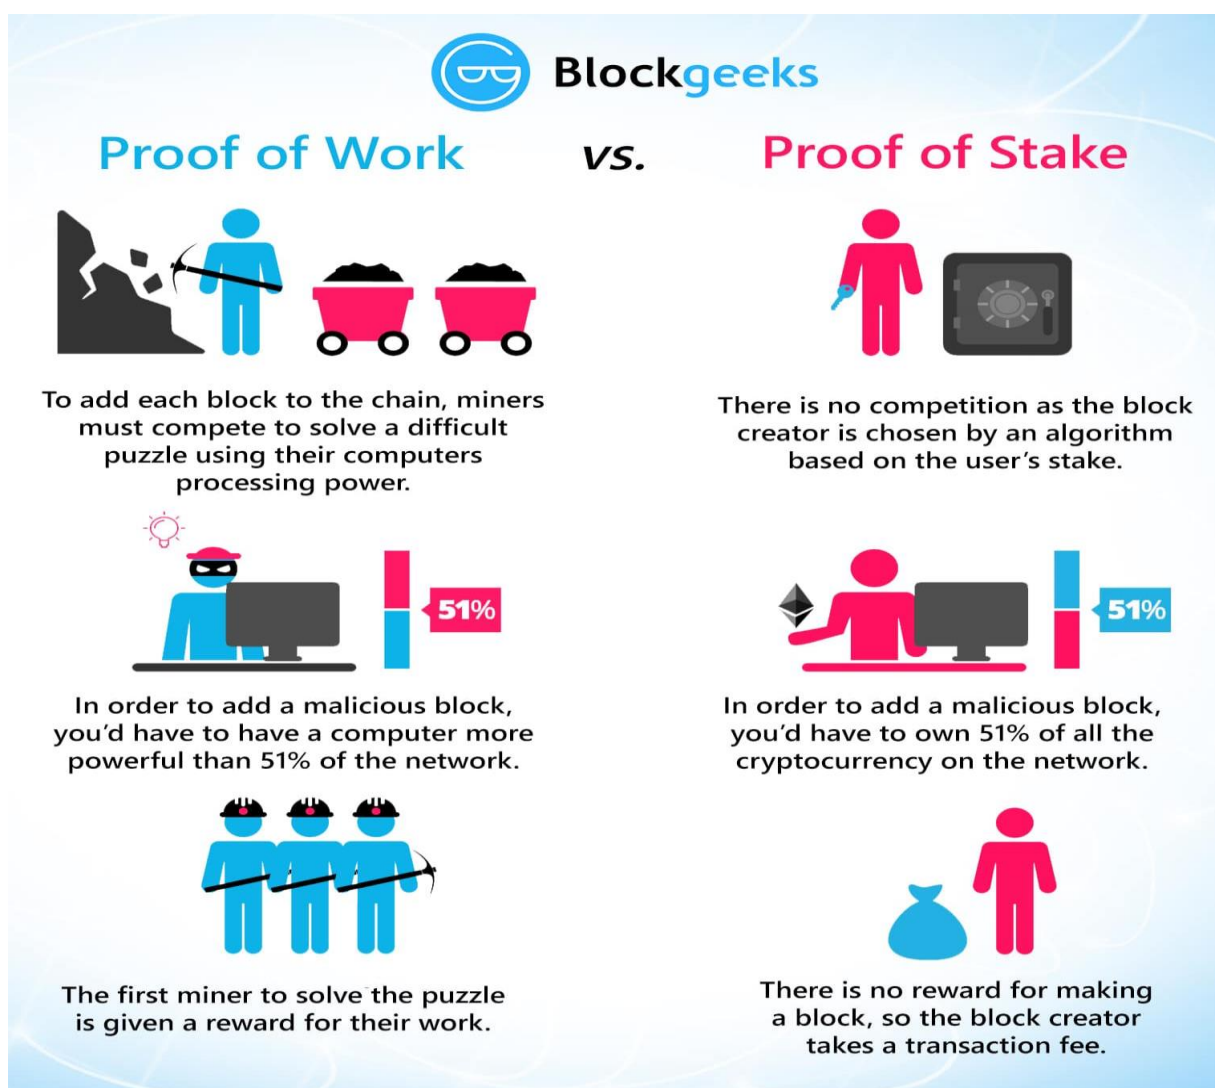 Blockgeeks
Proof of Work
vs.
Proof of Stake
To add each block to the chain, miners
must compete to solve a difficult
puzzle using their computers
processing power.
There is no competition as the block
creator is chosen by an algorithm
based on the user's stake.
51%
51%
In order to add a malicious block,
you'd have to have a computer more
powerful than 51% of the network.
In order to add a malicious block,
you'd have to own 51% of all the
cryptocurrency on the network.
The first miner to solve the puzzle
is given a reward for their work.
There is no reward for making
a block, so the block creator
takes a transaction fee.